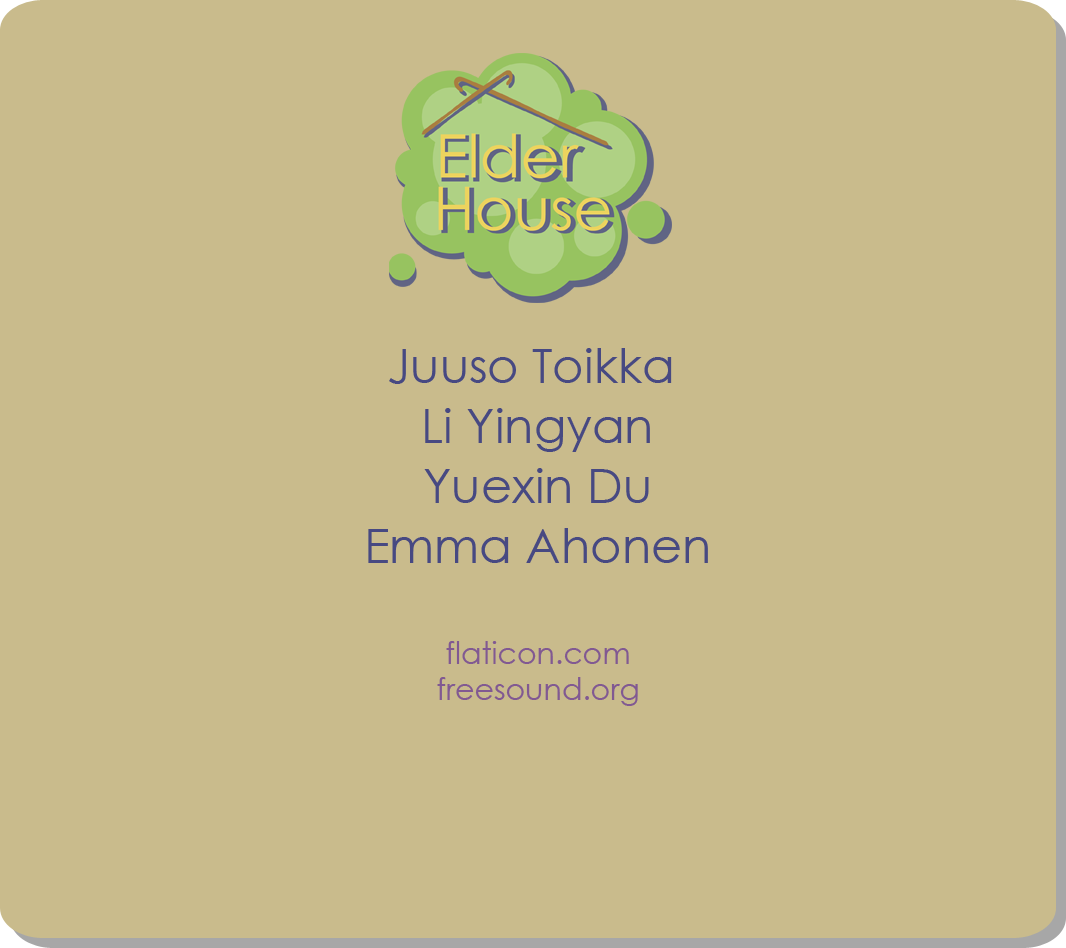 Elder
House
Juuso Toikka
Li Yingyan
Yuexin Du
Emma Ahonen
flaticon.com
freesound.org